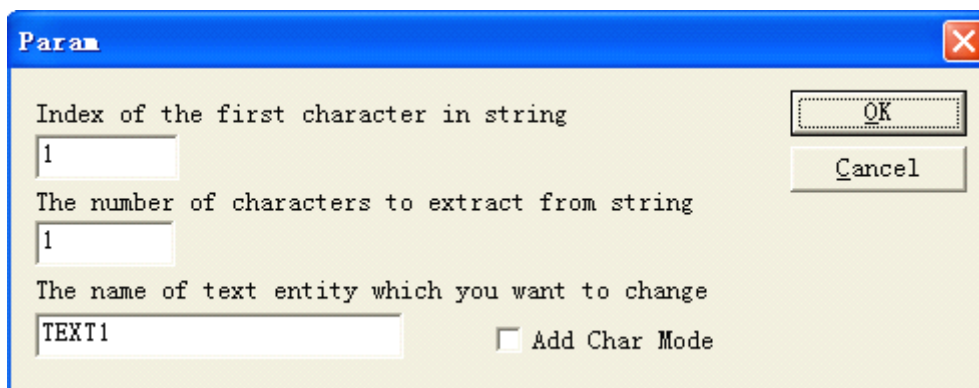 Param
Index of the first character in string
OK
1
Cancel
The number of characters to extract from string
1
The name of text entity which you want to change
TEXT1
Add Char Mode